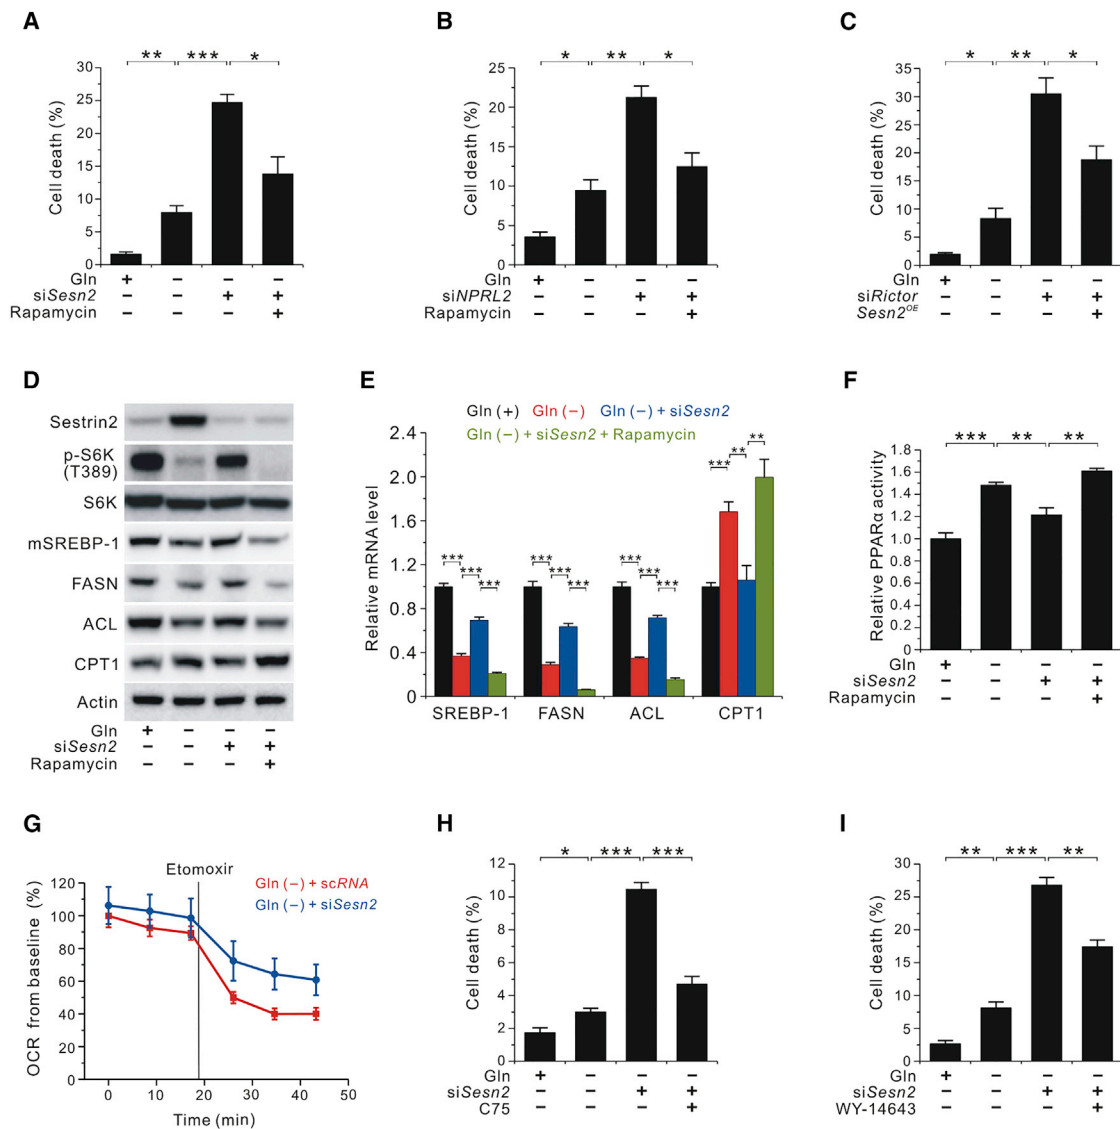 A
** *** *
Cell death (%)
30
25
20
15
10
5
0
Gln + − − −
siSesn2 − − + +
Rapamycin − − − +
B
* ** *
Cell death (%)
25
20
15
10
5
0
Gln + − − −
siNPRL2 − − + +
Rapamycin − − − +
C
* ** *
Cell death (%)
35
30
25
20
15
10
5
0
Gln + − − −
siRictor − − + +
Sesn2OE − − − +
D
Sestrin2
p-S6K
(T389)
S6K
mSREBP-1
FASN
ACL
CPT1
Actin
Gln + − − −
siSesn2 − − + +
Rapamycin − − − +
E
Gln (+) Gln (−) Gln (−) + siSesn2
Gln (−) + siSesn2 + Rapamycin
Relative mRNA level
2.4
2.0
1.6
1.2
0.8
0.4
0
*** *** ***
*** *** ***
*** *** ***
*** ** **
SREBP-1 FASN ACL CPT1
F
*** ** **
Relative PPARα activity
1.8
1.6
1.4
1.2
1.0
0.8
0.6
0.4
0.2
0
Gln + − − −
siSesn2 − − + +
Rapamycin − − − +
G
Etomoxir
Gln (−) + scRNA
Gln (−) + siSesn2
OCR from baseline (%)
120
100
80
60
40
20
0
0 10 20 30 40 50
Time (min)
H
* *** ***
Cell death (%)
12
10
8
6
4
2
0
Gln + − − −
siSesn2 − − + +
C75 − − − +
I
** *** **
Cell death (%)
30
25
20
15
10
5
0
Gln + − − −
siSesn2 − − + +
WY-14643 − − − +